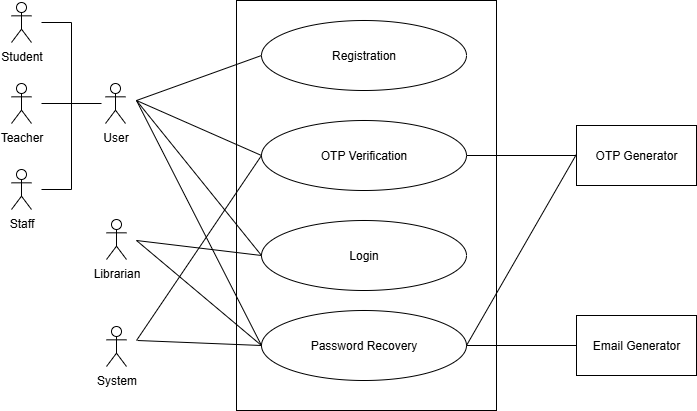 Student
Registration
Teacher
User
OTP Verification
OTP Generator
Staff
Librarian
Login
System
Password Recovery
Email Generator